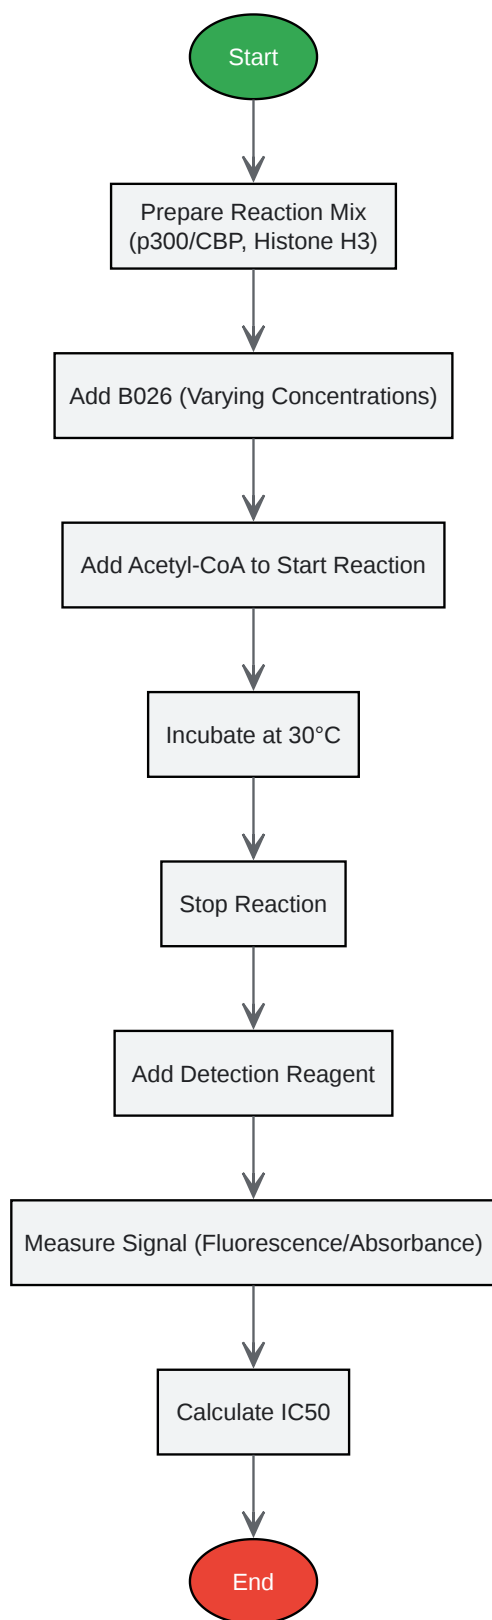 Start
Prepare Reaction Mix
(p300/CBP, Histone H3)
Add B026 (Varying Concentrations)
Add Acetyl-CoA to Start Reaction
Incubate at 30°C
Stop Reaction
Add Detection Reagent
Measure Signal (Fluorescence/Absorbance)
Calculate IC50
End